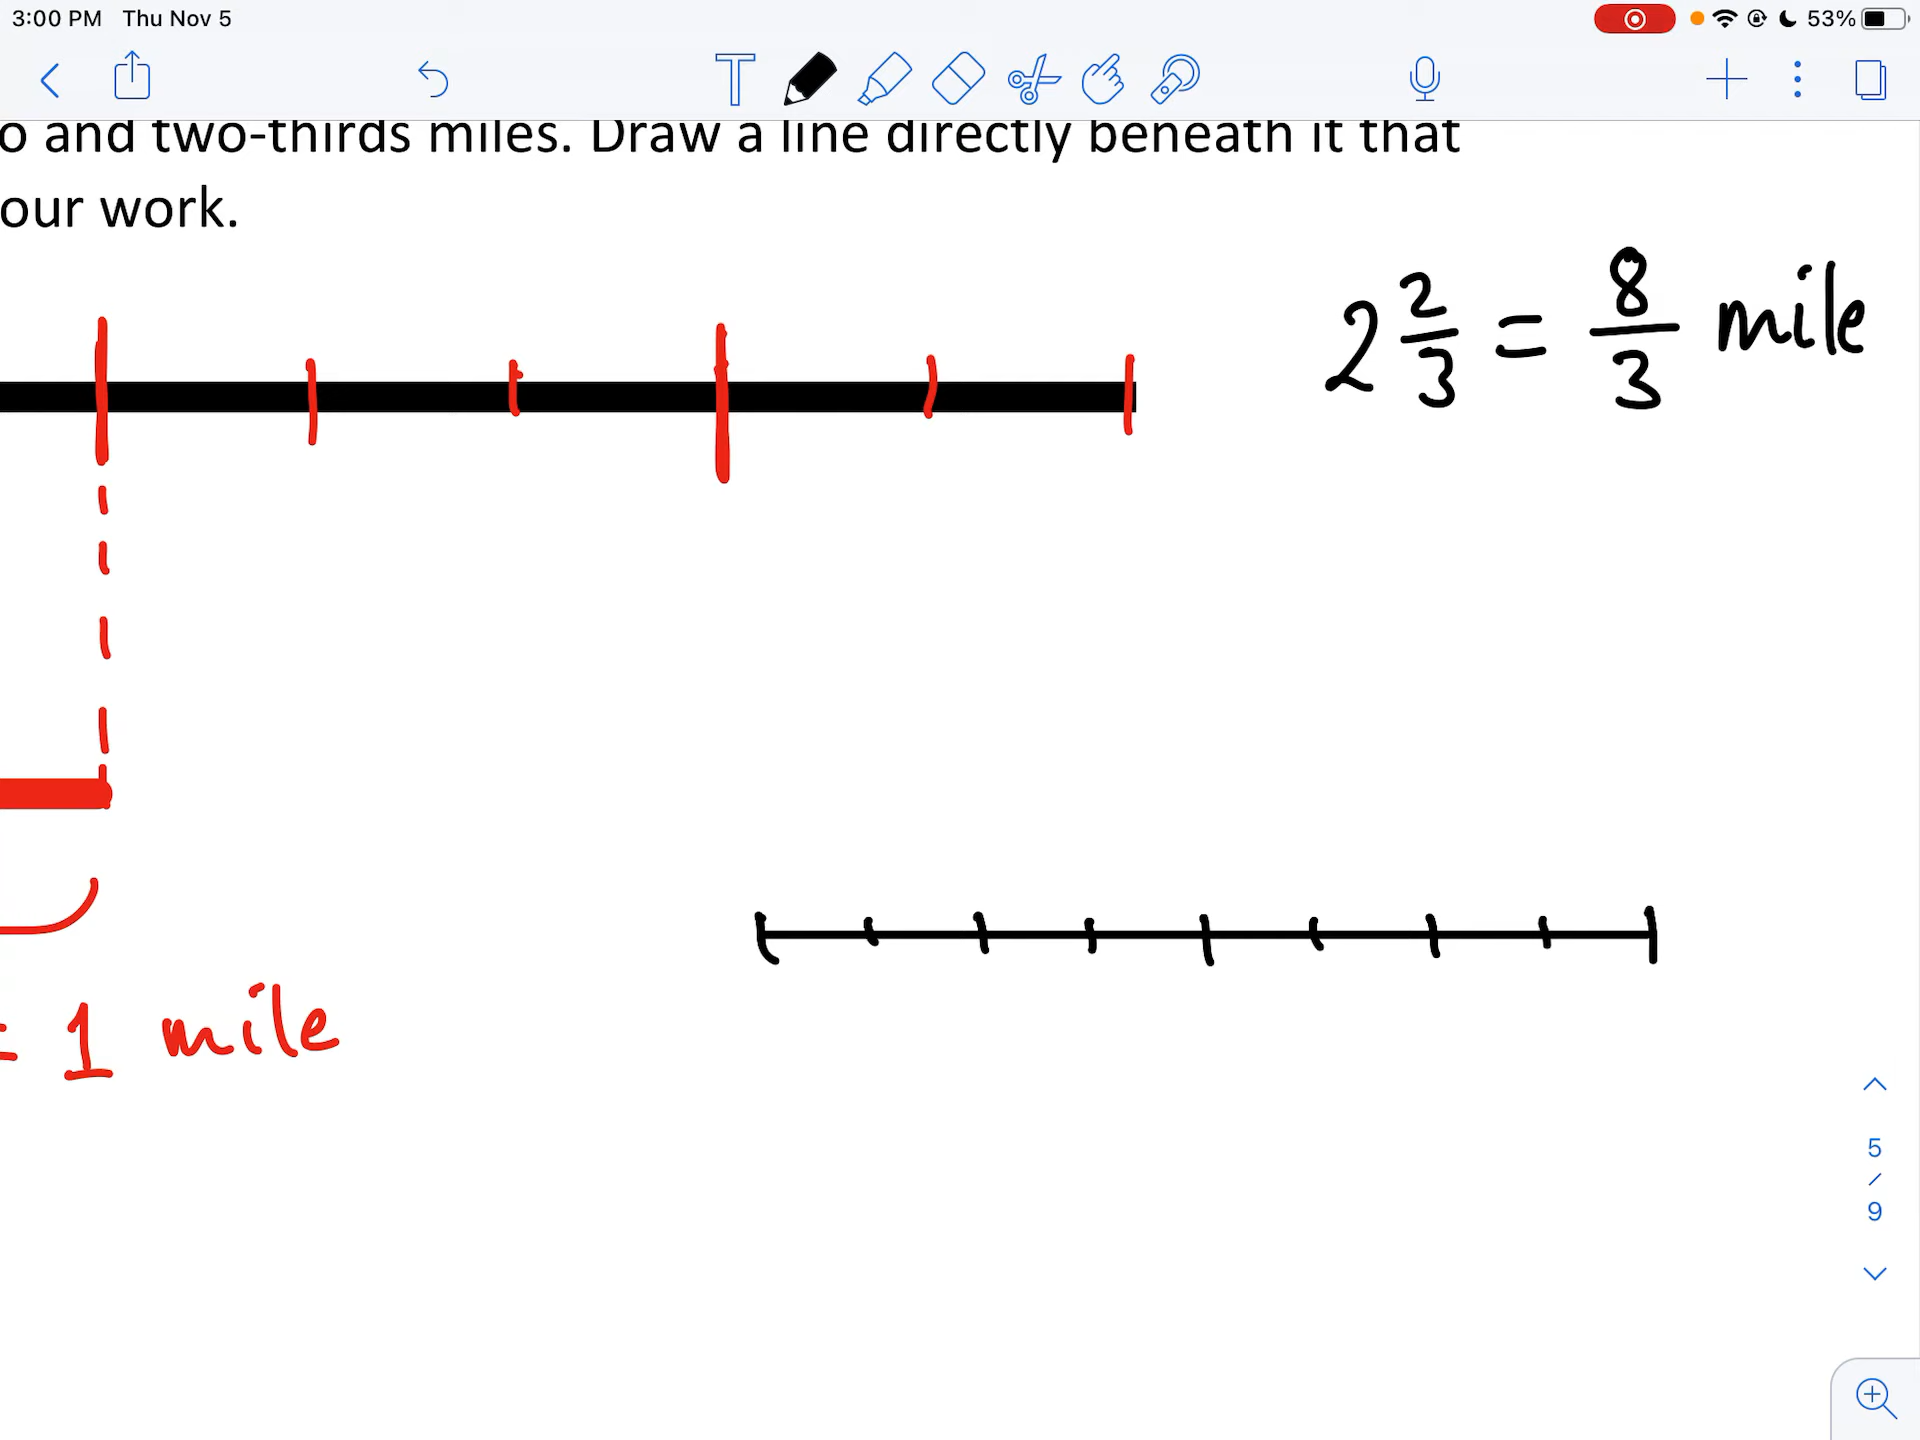 3:00 PM Thu Nov 5
53%
o and two-thirds miles. Draw a line directly beneath it that
our work.
2 2/3 = 8/3 mile
= 1 mile
5
/
9